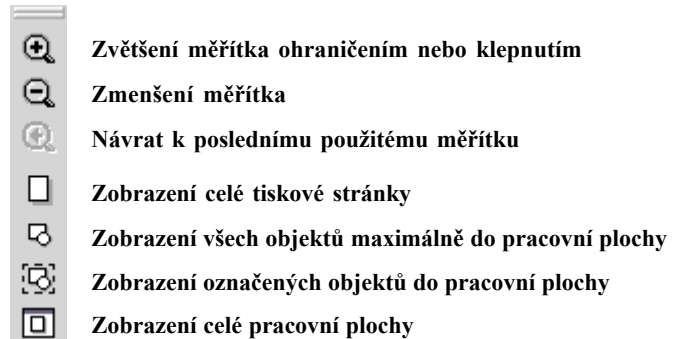 Zvětšení měřítka ohraničením nebo klepnutím
Zmenšení měřítka
Návrat k poslednímu použitému měřítku
Zobrazení celé tiskové stránky
Zobrazení všech objektů maximálně do pracovní plochy
Zobrazení označených objektů do pracovní plochy
Zobrazení celé pracovní plochy